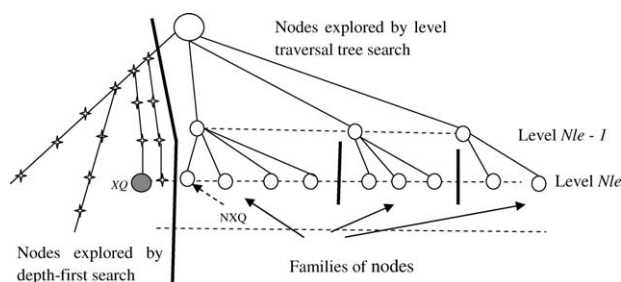 Nodes explored by level
traversal tree search
Level Nle - 1
XQ
Level Nle
NXQ
Nodes explored by
depth-first search
Families of nodes